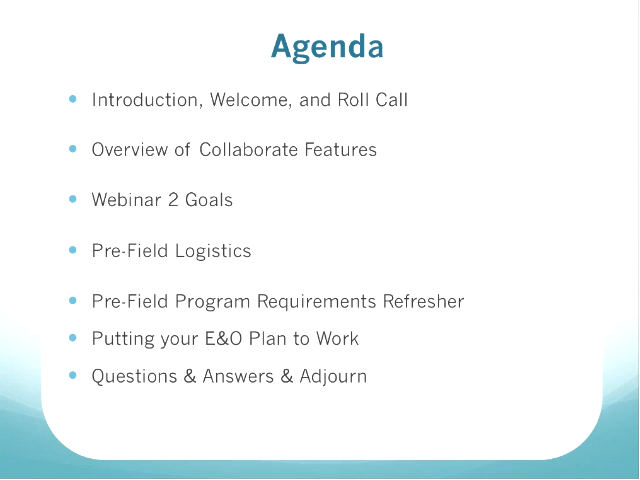 Agenda
Introduction, Welcome, and Roll Call
Overview of Collaborate Features
Webinar 2 Goals
Pre-Field Logistics
Pre-Field Program Requirements Refresher
Putting your E&O Plan to Work
Questions & Answers & Adjourn